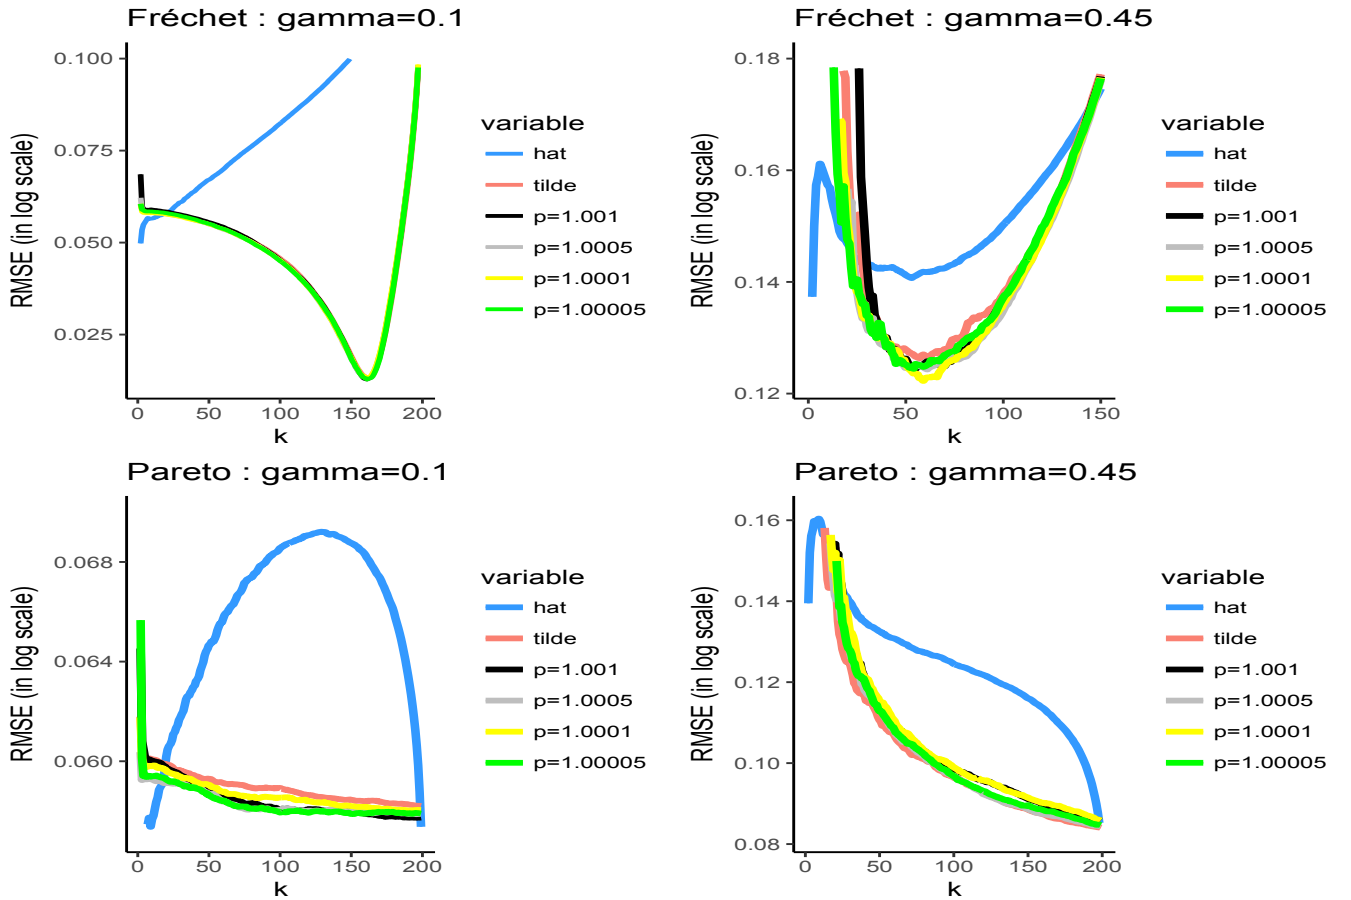 Fréchet : gamma=0.1
RMSE (in log scale)
0.100
0.075
0.050
0.025
0 50 100 150 200
k
variable
hat
tilde
p=1.001
p=1.0005
p=1.0001
p=1.00005
Fréchet : gamma=0.45
RMSE (in log scale)
0.18
0.16
0.14
0.12
0 50 100 150
k
variable
hat
tilde
p=1.001
p=1.0005
p=1.0001
p=1.00005
Pareto : gamma=0.1
RMSE (in log scale)
0.068
0.064
0.060
0 50 100 150 200
k
variable
hat
tilde
p=1.001
p=1.0005
p=1.0001
p=1.00005
Pareto : gamma=0.45
RMSE (in log scale)
0.16
0.14
0.12
0.10
0.08
0 50 100 150 200
k
variable
hat
tilde
p=1.001
p=1.0005
p=1.0001
p=1.00005